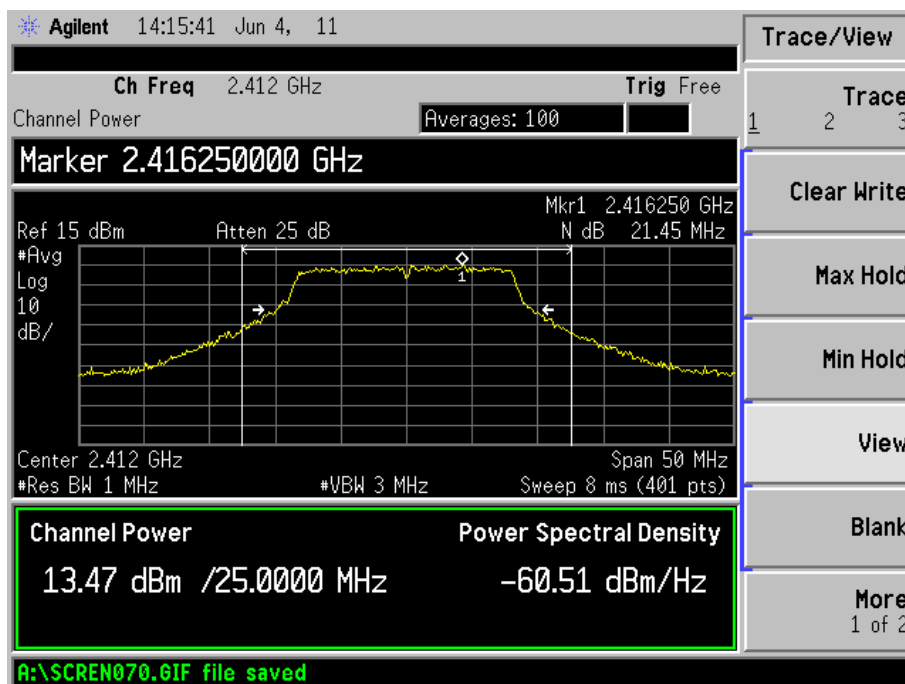 Agilent 14:15:41 Jun 4, 11
Trace/View
Ch Freq 2.412 GHz
Trig Free
Channel Power
Averages: 100
Trace
1 2 3
Marker 2.416250000 GHz
Clear Write
Mkr1 2.416250 GHz
Ref 15 dBm Atten 25 dB N dB 21.45 MHz
#Avg
Log
10
dB/
1
Max Hold
Min Hold
View
Center 2.412 GHz Span 50 MHz
#Res BW 1 MHz #VBW 3 MHz Sweep 8 ms (401 pts)
Channel Power Power Spectral Density
13.47 dBm /25.0000 MHz -60.51 dBm/Hz
Blank
More
1 of 2
A:\SCREN070.GIF file saved